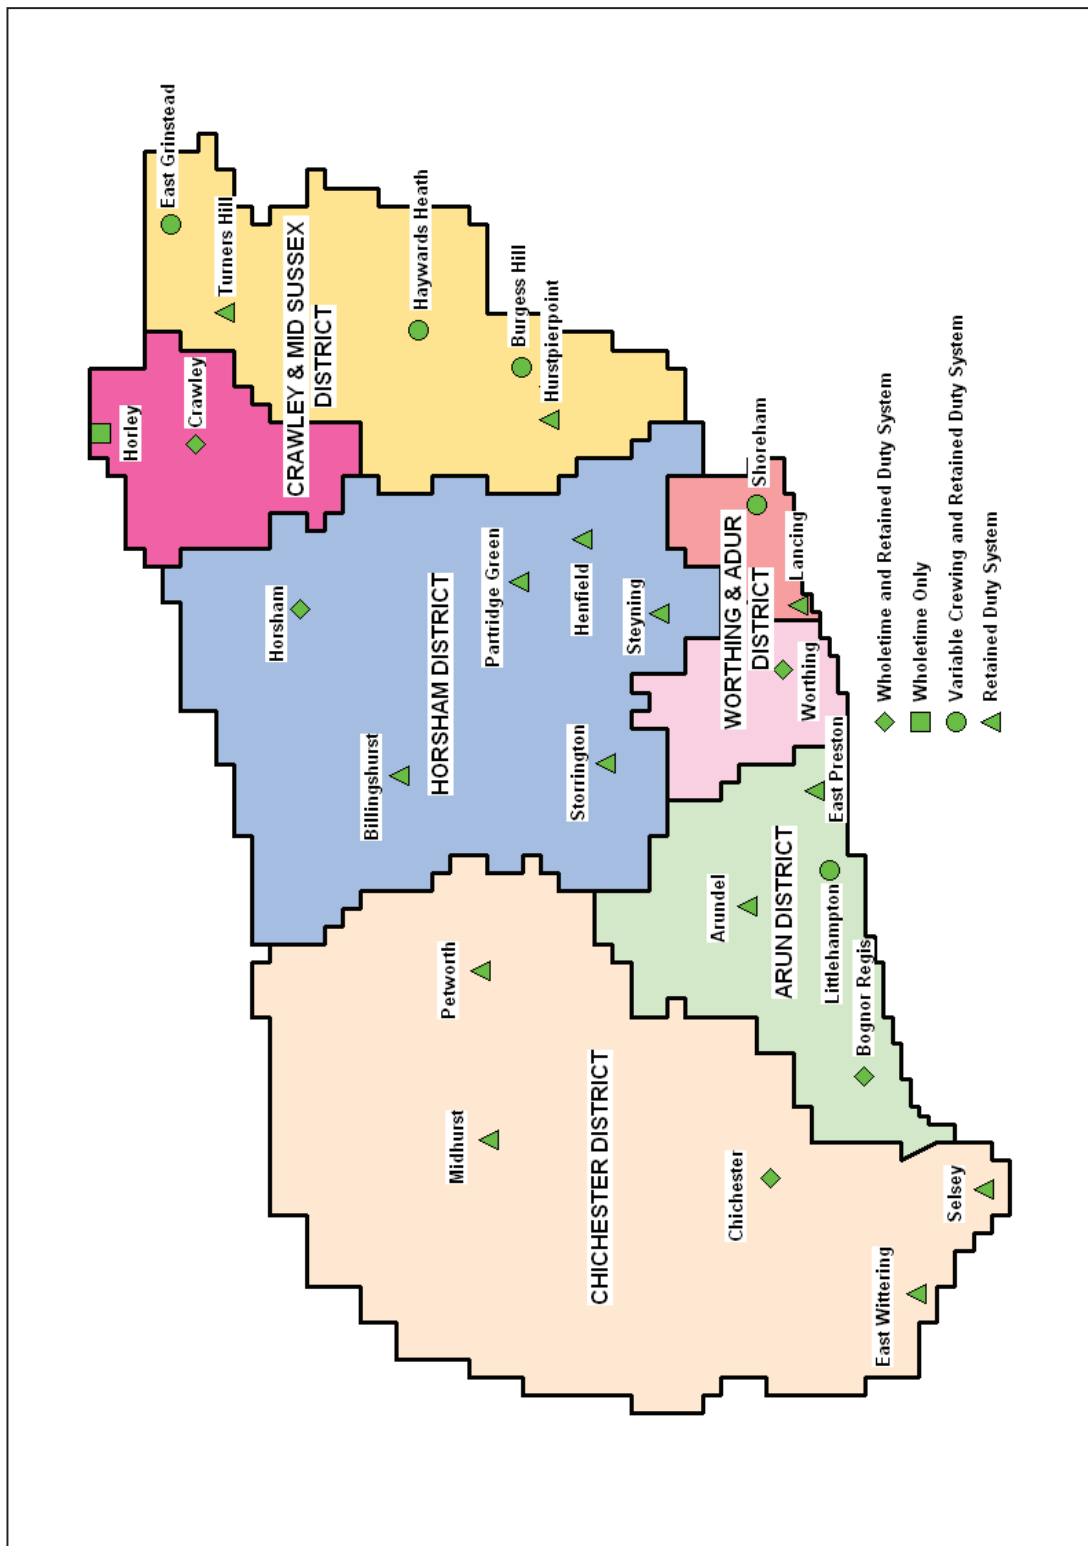 East Grinstead
Turners Hill
Horley
Crawley
CRAWLEY & MID SUSSEX
DISTRICT
Haywards Heath
Burgess Hill
Hurstpierpoint
Horsham
Billingshurst
HORSHAM DISTRICT
Partridge Green
Henfield
Steyning
Storrington
Shoreham
Lancing
WORTHING & ADUR
DISTRICT
Worthing
East Preston
Arundel
ARUN DISTRICT
Littlehampton
Bognor Regis
Petworth
Midhurst
CHICHESTER DISTRICT
Chichester
Selsey
East Wittering
Wholetime and Retained Duty System
Wholetime Only
Variable Crewing and Retained Duty System
Retained Duty System